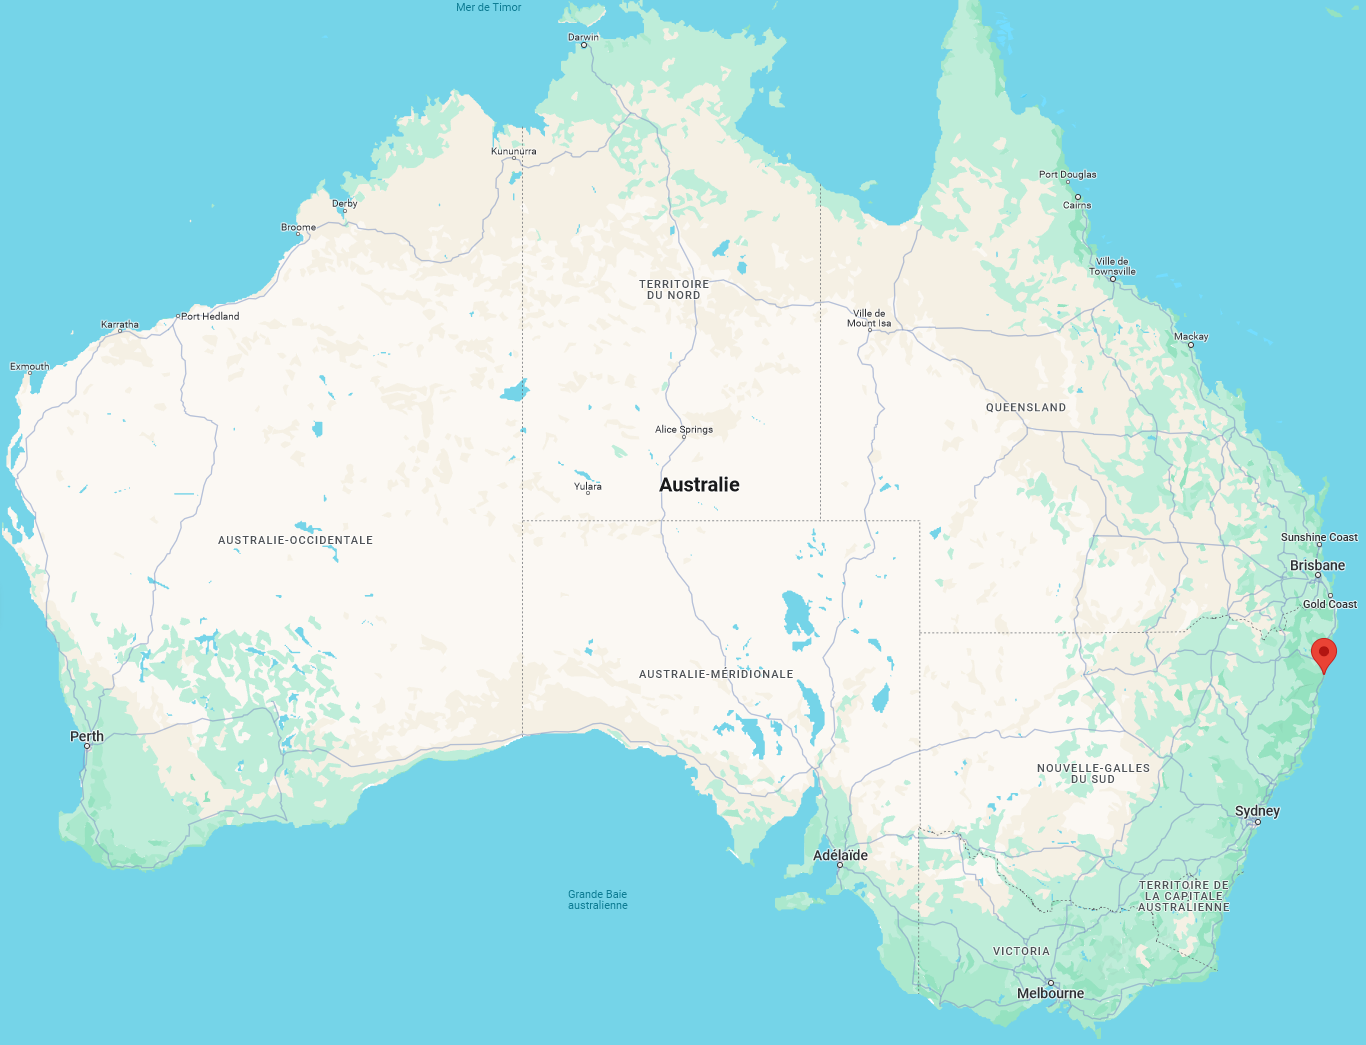 Mer de Timor
Darwin
Kununurra
Port Douglas
Cairns
Derby
Broome
Ville de
Townsville
TERRITOIRE
DU NORD
Port Hedland
Karratha
Ville de
Mount Isa
Mackay
Exmouth
QUEENSLAND
Alice Springs
Yulara
Australie
AUSTRALIE-OCCIDENTALE
Sunshine Coast
Brisbane
Gold Coast
AUSTRALIE-MÉRIDIONALE
Perth
NOUVELLE-GALLES
DU SUD
Sydney
Adélaïde
TERRITOIRE DE
LA CAPITALE
AUSTRALIENNE
Grande Baie
australienne
VICTORIA
Melbourne